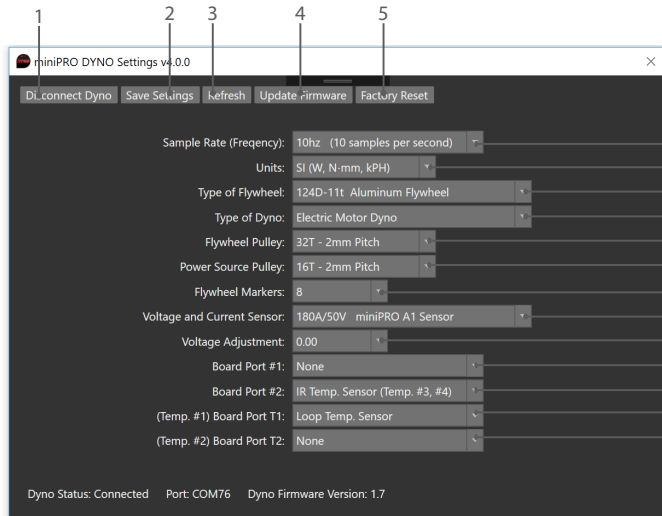 1 2 3 4 5
miniPRO DYNO Settings v4.0.0
Disconnect Dyno Save Settings Refresh Update Firmware Factory Reset
Sample Rate (Freqency): 10hz (10 samples per second)
Units: SI (W, N-mm, kPH)
Type of Flywheel: 124D-11t Aluminum Flywheel
Type of Dyno: Electric Motor Dyno
Flywheel Pulley: 32T - 2mm Pitch
Power Source Pulley: 16T - 2mm Pitch
Flywheel Markers: 8
Voltage and Current Sensor: 180A/50V miniPRO A1 Sensor
Voltage Adjustment: 0.00
Board Port #1: None
Board Port #2: IR Temp. Sensor (Temp. #3, #4)
(Temp. #1) Board Port T1: Loop Temp. Sensor
(Temp. #2) Board Port T2: None
Dyno Status: Connected Port: COM76 Dyno Firmware Version: 1.7